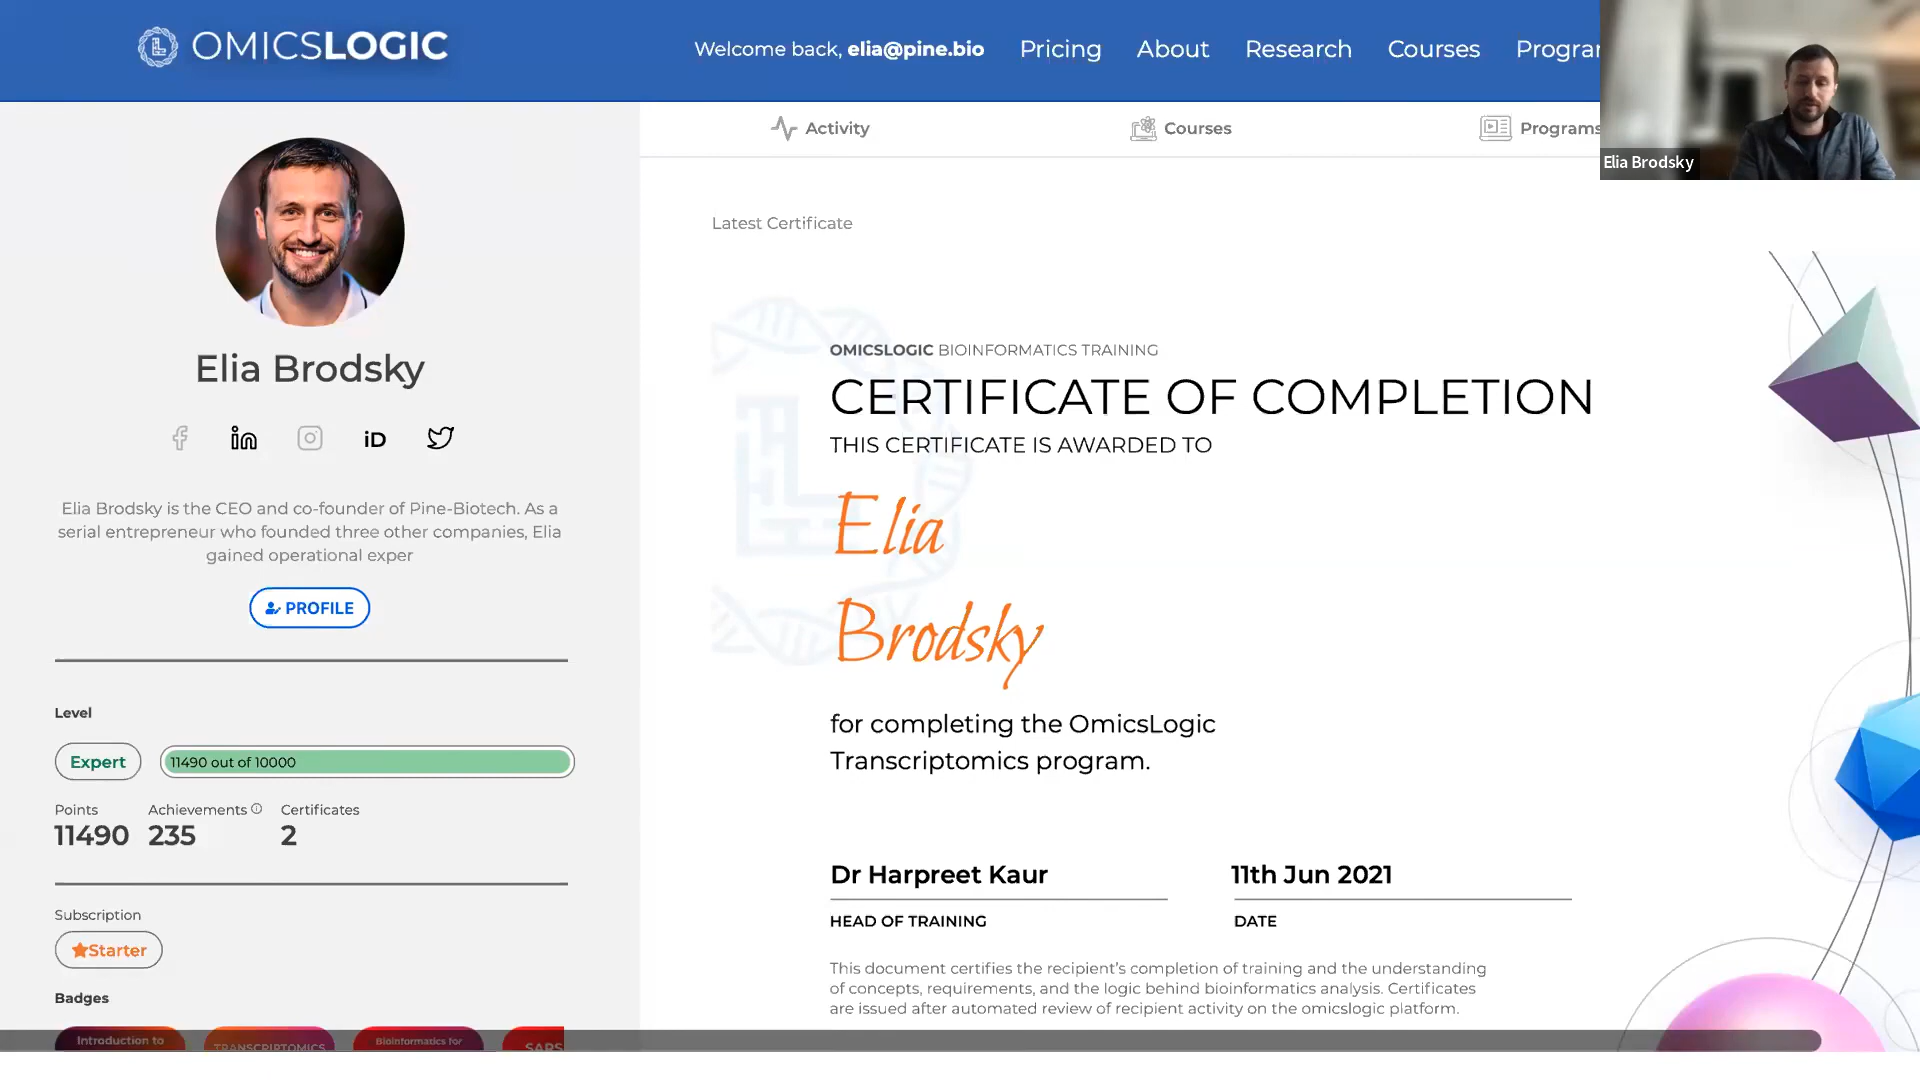 OMICSLOGIC
Welcome back, elia@pine.bio
Pricing
About
Research
Courses
Elia Brodsky
Activity
Courses
Programs
Elia Brodsky
iD
Elia Brodsky is the CEO and co-founder of Pine-Biotech. As a
serial entrepreneur who founded three other companies, Elia
gained operational exper
PROFILE
Level
Expert
11490 out of 10000
Points
11490
Achievements
235
Certificates
2
Subscription
Starter
Badges
Introduction to
TRANSCRIPTOMICS
Bioinformatics for
SARS
Latest Certificate
OMICSLOGIC BIOINFORMATICS TRAINING
CERTIFICATE OF COMPLETION
THIS CERTIFICATE IS AWARDED TO
Elia
Brodsky
for completing the OmicsLogic
Transcriptomics program.
Dr Harpreet Kaur
HEAD OF TRAINING
11th Jun 2021
DATE
This document certifies the recipient's completion of training and the understanding
of concepts, requirements, and the logic behind bioinformatics analysis. Certificates
are issued after automated review of recipient activity on the omicslogic platform.